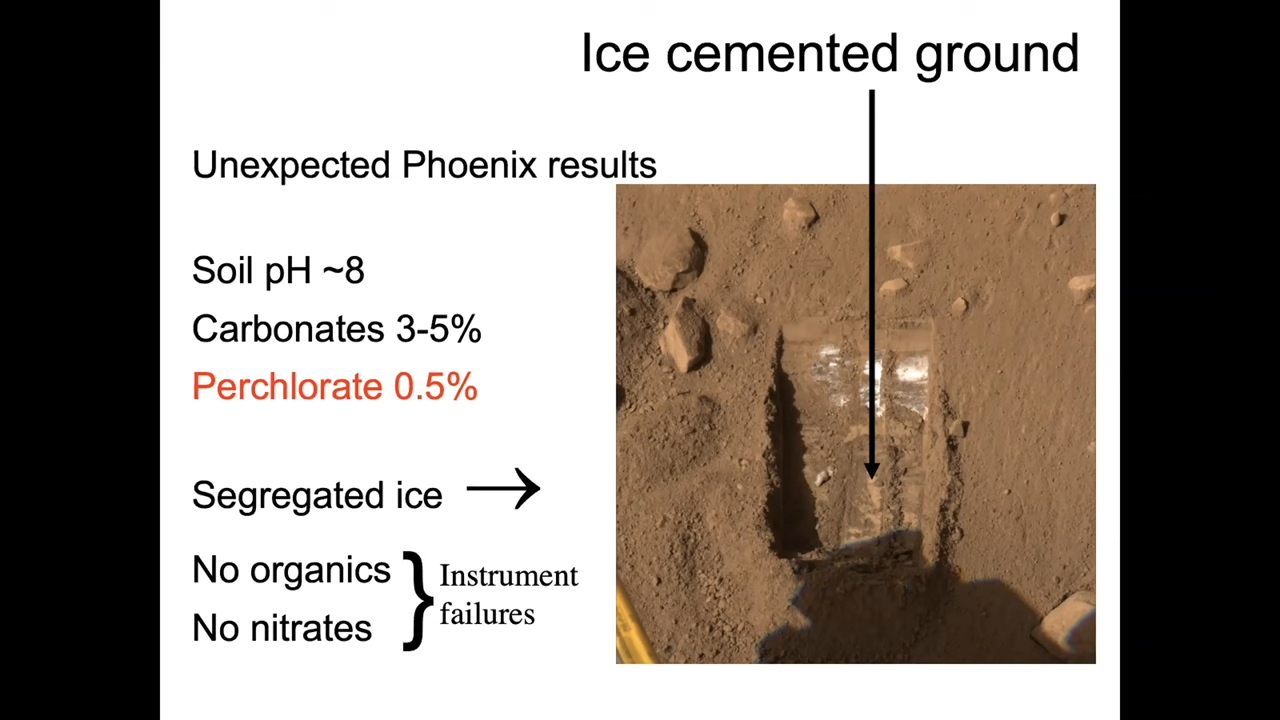 Ice cemented ground
Unexpected Phoenix results
Soil pH ~8
Carbonates 3-5%
Perchlorate 0.5%
Segregated ice
No organics
No nitrates
Instrument
failures